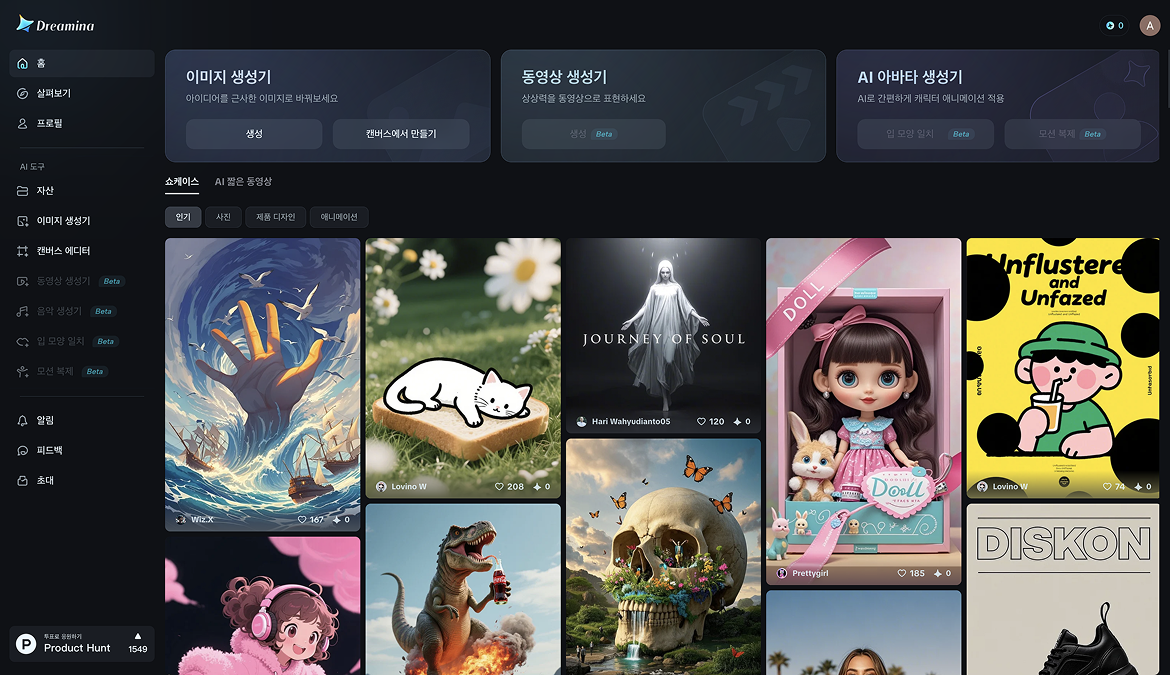 Dreamina
0
A
홈
살펴보기
프로필
AI 도구
자산
이미지 생성기
캔버스 에디터
동영상 생성기 Beta
음악 생성기 Beta
입 모양 일치 Beta
모션 복제 Beta
알림
피드백
초대
P
투표로 응원하기
Product Hunt
1549
이미지 생성기
아이디어를 근사한 이미지로 바꿔보세요
생성
캔버스에서 만들기
동영상 생성기
상상력을 동영상으로 표현하세요
생성 Beta
AI 아바타 생성기
AI로 간편하게 캐릭터 애니메이션 적용
입 모양 일치 Beta
모션 복제 Beta
쇼케이스
AI 짧은 동영상
인기
사진
제품 디자인
애니메이션
Wiz.X
167
0
Lovino W
208
0
JOURNEY OF SOUL
Hari Wahyudianto05
120
0
DOLL
Doll
Prettygirl
185
0
Unflustere
and
Unfazed
Lovino W
74
0
DISKON